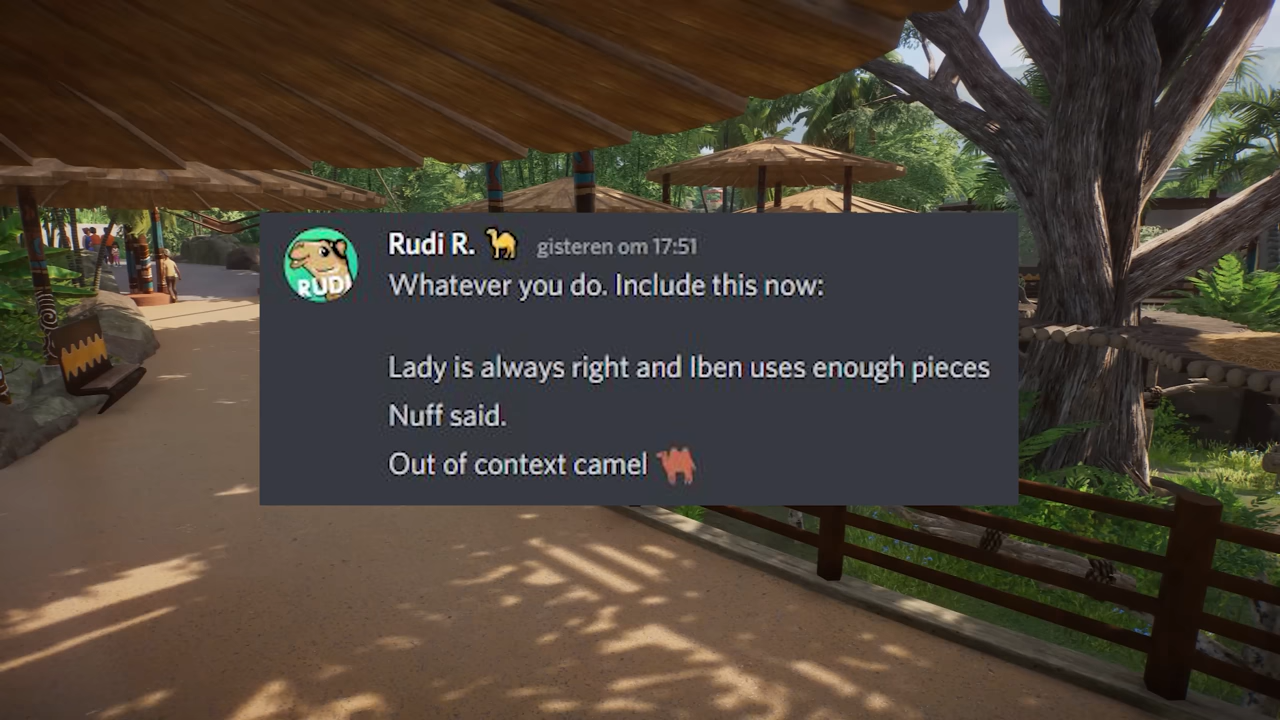 Rudi R. 🐪 gisteren om 17:51
RUDI
Whatever you do. Include this now:
Lady is always right and Iben uses enough pieces
Nuff said.
Out of context camel 🐫